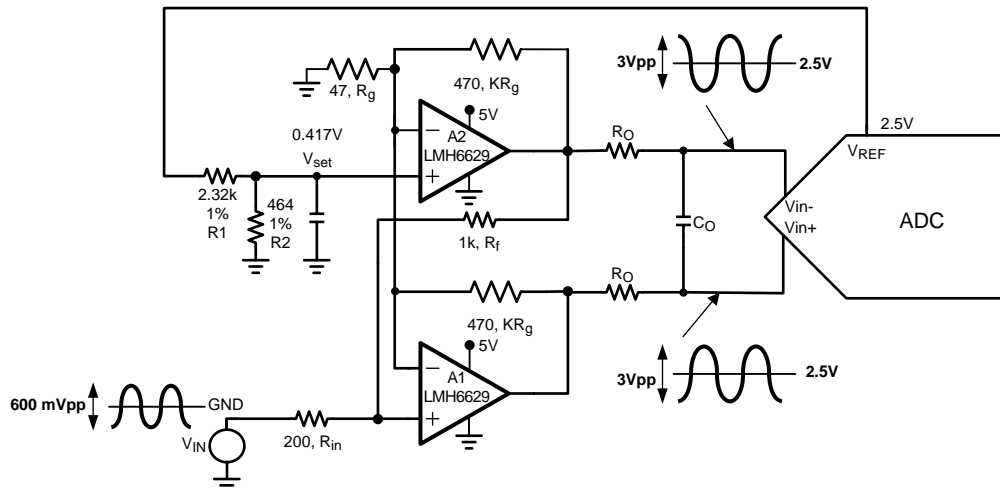 3Vpp
2.5V
47, Rg
470, KRg
5V
A2
LMH6629
−
+
0.417V
Vset
RO
2.5V
VREF
2.32k
1%
R1
464
1%
R2
1k, Rf
CO
Vin-
Vin+
ADC
RO
470, KRg
5V
A1
LMH6629
−
+
3Vpp
2.5V
600 mVpp
GND
VIN
200, Rin